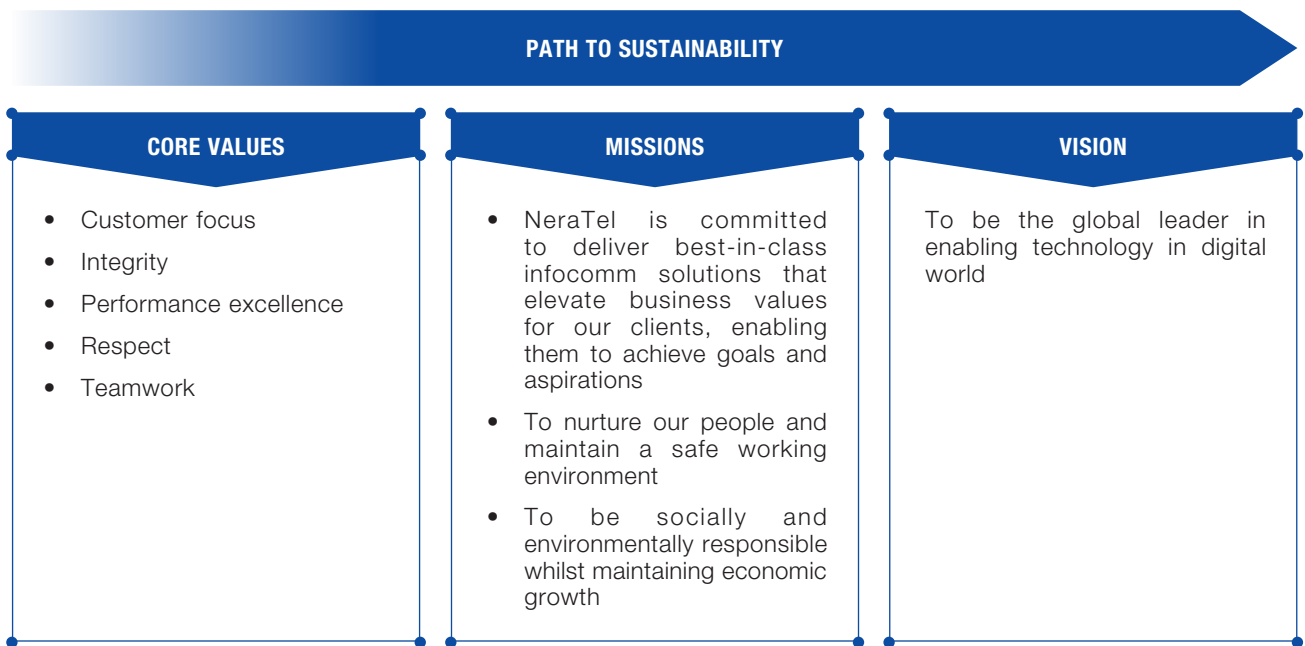 PATH TO SUSTAINABILITY
CORE VALUES
• Customer focus
• Integrity
• Performance excellence
• Respect
• Teamwork
MISSIONS
• NeraTel is committed
to deliver best-in-class
infocomm solutions that
elevate business values
for our clients, enabling
them to achieve goals and
aspirations
• To nurture our people and
maintain a safe working
environment
• To be socially and
environmentally responsible
whilst maintaining economic
growth
VISION
To be the global leader in
enabling technology in digital
world